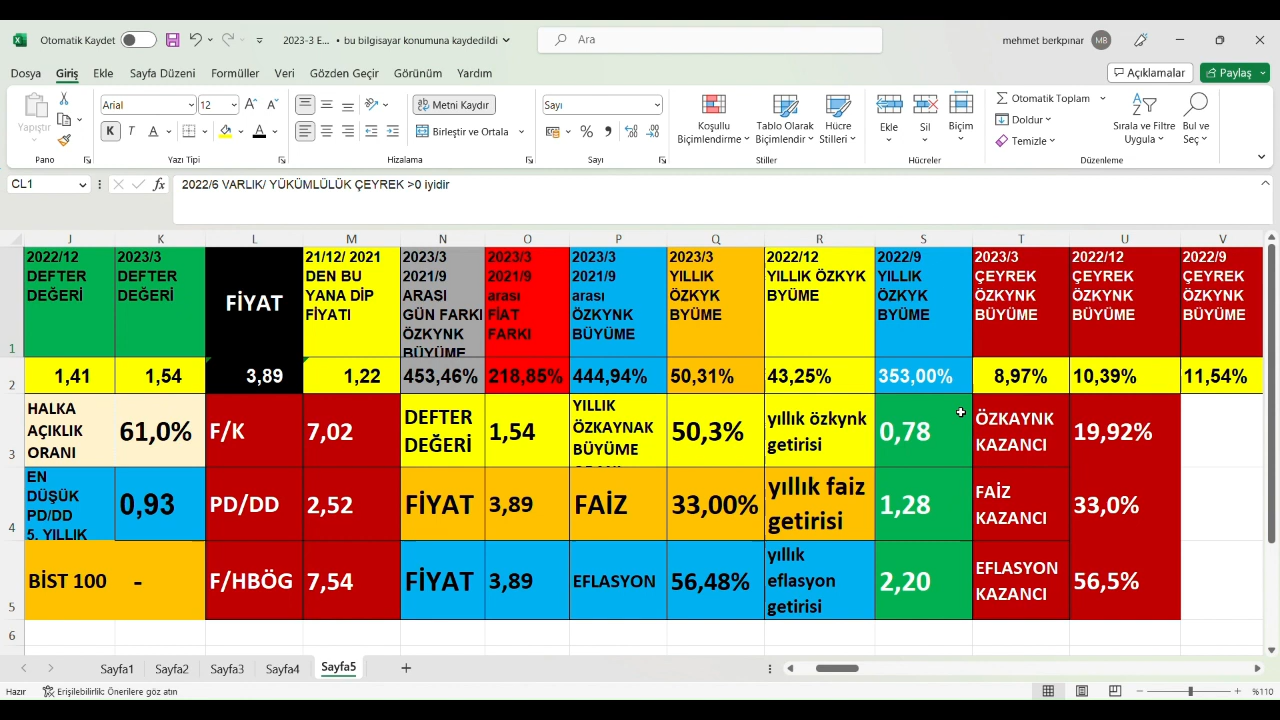 Otomatik Kaydet 2023-3 E... • bu bilgisayar konumuna kaydedildi Ara mehmet berkpınar MB
Dosya Giriş Ekle Sayfa Düzeni Formüller Veri Gözden Geçir Görünüm Yardım Açıklamalar Paylaş
Yapıştır
Pano
Arial 12
K T A A
Yazı Tipi
Metni Kaydır
Birleştir ve Ortala
Hizalama
Sayı
Sayı
Koşullu
Biçimlendirme
Tablo Olarak
Biçimlendir
Hücre
Stilleri
Stiller
Ekle
Sil
Biçim
Hücreler
Otomatik Toplam
Doldur
Temizle
Sırala ve Filtre
Uygula
Bul ve
Seç
Düzenleme
CL1 fx 2022/6 VARLIK/ YÜKÜMLÜLÜK ÇEYREK >0 iyidir
J K L M N O P Q R S T U V
1
2022/12
DEFTER
DEĞERİ
2023/3
DEFTER
DEĞERİ
FİYAT
21/12/ 2021
DEN BU
YANA DİP
FİYATI
2023/3
2021/9
ARASI
GÜN FARKI
ÖZKYNK
BÜYÜME
2023/3
2021/9
arası
FİAT
FARKI
2023/3
2021/9
arası
ÖZKYNK
BÜYÜME
2023/3
YILLIK
ÖZKYK
BYÜME
2022/12
YILLIK ÖZKYK
BYÜME
2022/9
YILLIK
ÖZKYK
BYÜME
2023/3
ÇEYREK
ÖZKYNK
BÜYÜME
2022/12
ÇEYREK
ÖZKYNK
BÜYÜME
2022/9
ÇEYREK
ÖZKYNK
BÜYÜME
2 1,41 1,54 3,89 1,22 453,46% 218,85% 444,94% 50,31% 43,25% 353,00% 8,97% 10,39% 11,54%
3
HALKA
AÇIKLIK
ORANI
61,0%
F/K
7,02
DEFTER
DEĞERİ
1,54
YILLIK
ÖZKAYNAK
BÜYÜME
50,3%
yıllık özkynk
getirisi
0,78
ÖZKAYNK
KAZANCI
19,92%
4
EN
DÜŞÜK
PD/DD
5. YILLIK
0,93
PD/DD
2,52
FİYAT
3,89
FAİZ
33,00%
yıllık faiz
getirisi
1,28
FAİZ
KAZANCI
33,0%
5
BİST 100
-
F/HBÖG
7,54
FİYAT
3,89
EFLASYON
56,48%
yıllık
eflasyon
getirisi
2,20
EFLASYON
KAZANCI
56,5%
6
Sayfa1 Sayfa2 Sayfa3 Sayfa4 Sayfa5
Hazır Erişilebilirlik: Önerilere göz atın %110